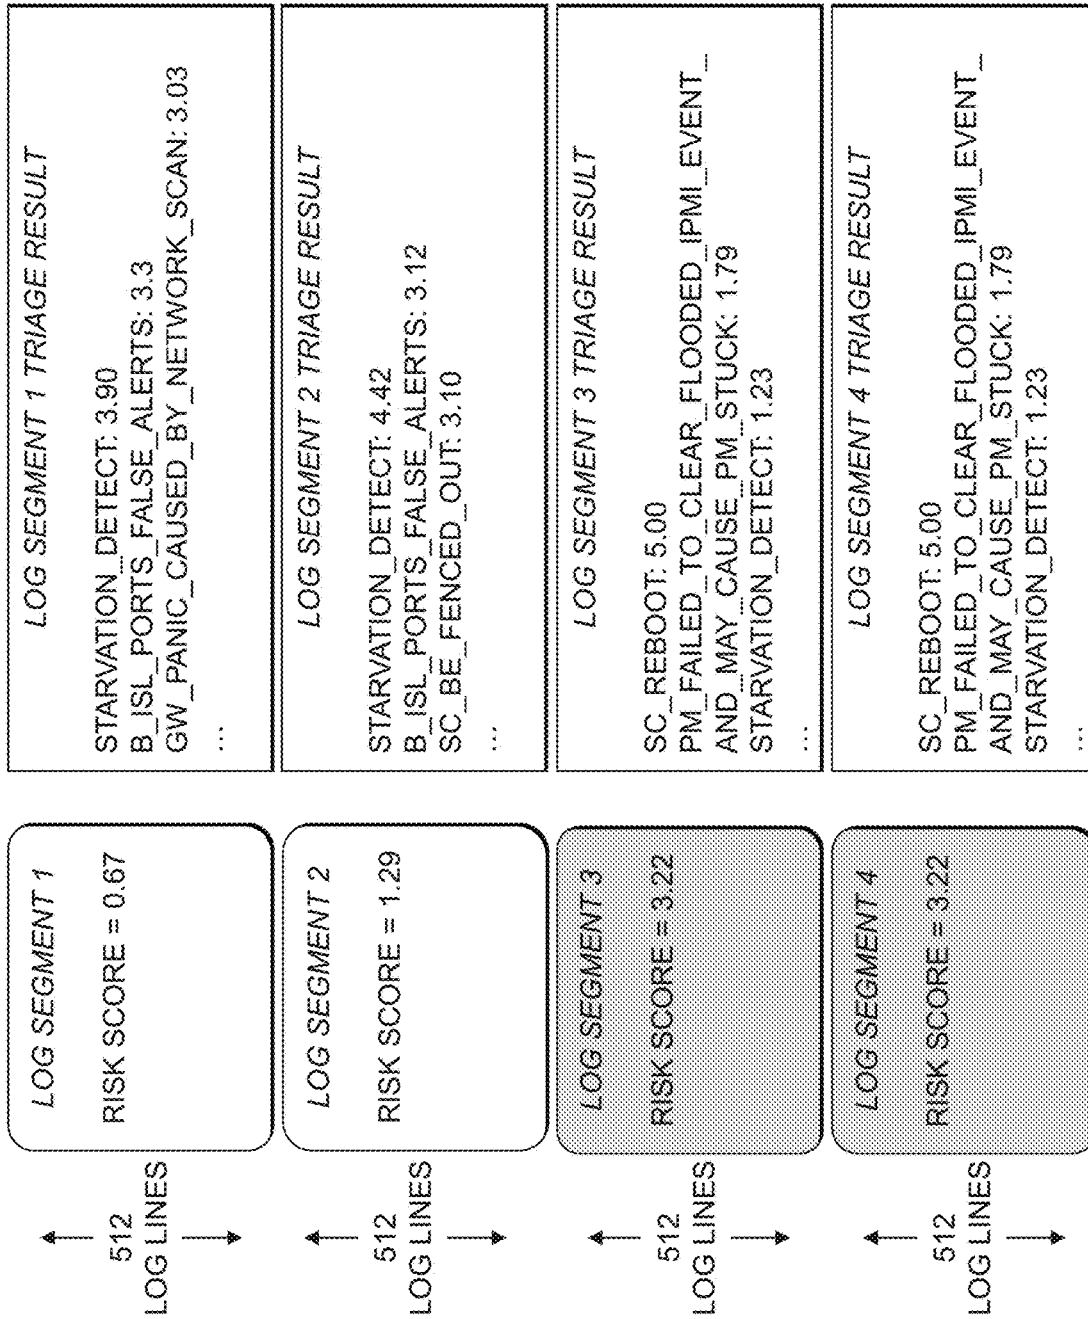 512
LOG LINES
LOG SEGMENT 1
RISK SCORE = 0.67
LOG SEGMENT 1 TRIAGE RESULT
STARVATION_DETECT: 3.90
B_ISL_PORTS_FALSE_ALERTS: 3.3
GW_PANIC_CAUSED_BY_NETWORK_SCAN: 3.03
...
512
LOG LINES
LOG SEGMENT 2
RISK SCORE = 1.29
LOG SEGMENT 2 TRIAGE RESULT
STARVATION_DETECT: 4.42
B_ISL_PORTS_FALSE_ALERTS: 3.12
SC_BE_FENCED_OUT: 3.10
...
512
LOG LINES
LOG SEGMENT 3
RISK SCORE = 3.22
LOG SEGMENT 3 TRIAGE RESULT
SC_REBOOT: 5.00
PM_FAILED_TO_CLEAR_FLOODED_IPMI_EVENT_
AND_MAY_CAUSE_PM_STUCK: 1.79
STARVATION_DETECT: 1.23
...
512
LOG LINES
LOG SEGMENT 4
RISK SCORE = 3.22
LOG SEGMENT 4 TRIAGE RESULT
SC_REBOOT: 5.00
PM_FAILED_TO_CLEAR_FLOODED_IPMI_EVENT_
AND_MAY_CAUSE_PM_STUCK: 1.79
STARVATION_DETECT: 1.23
...